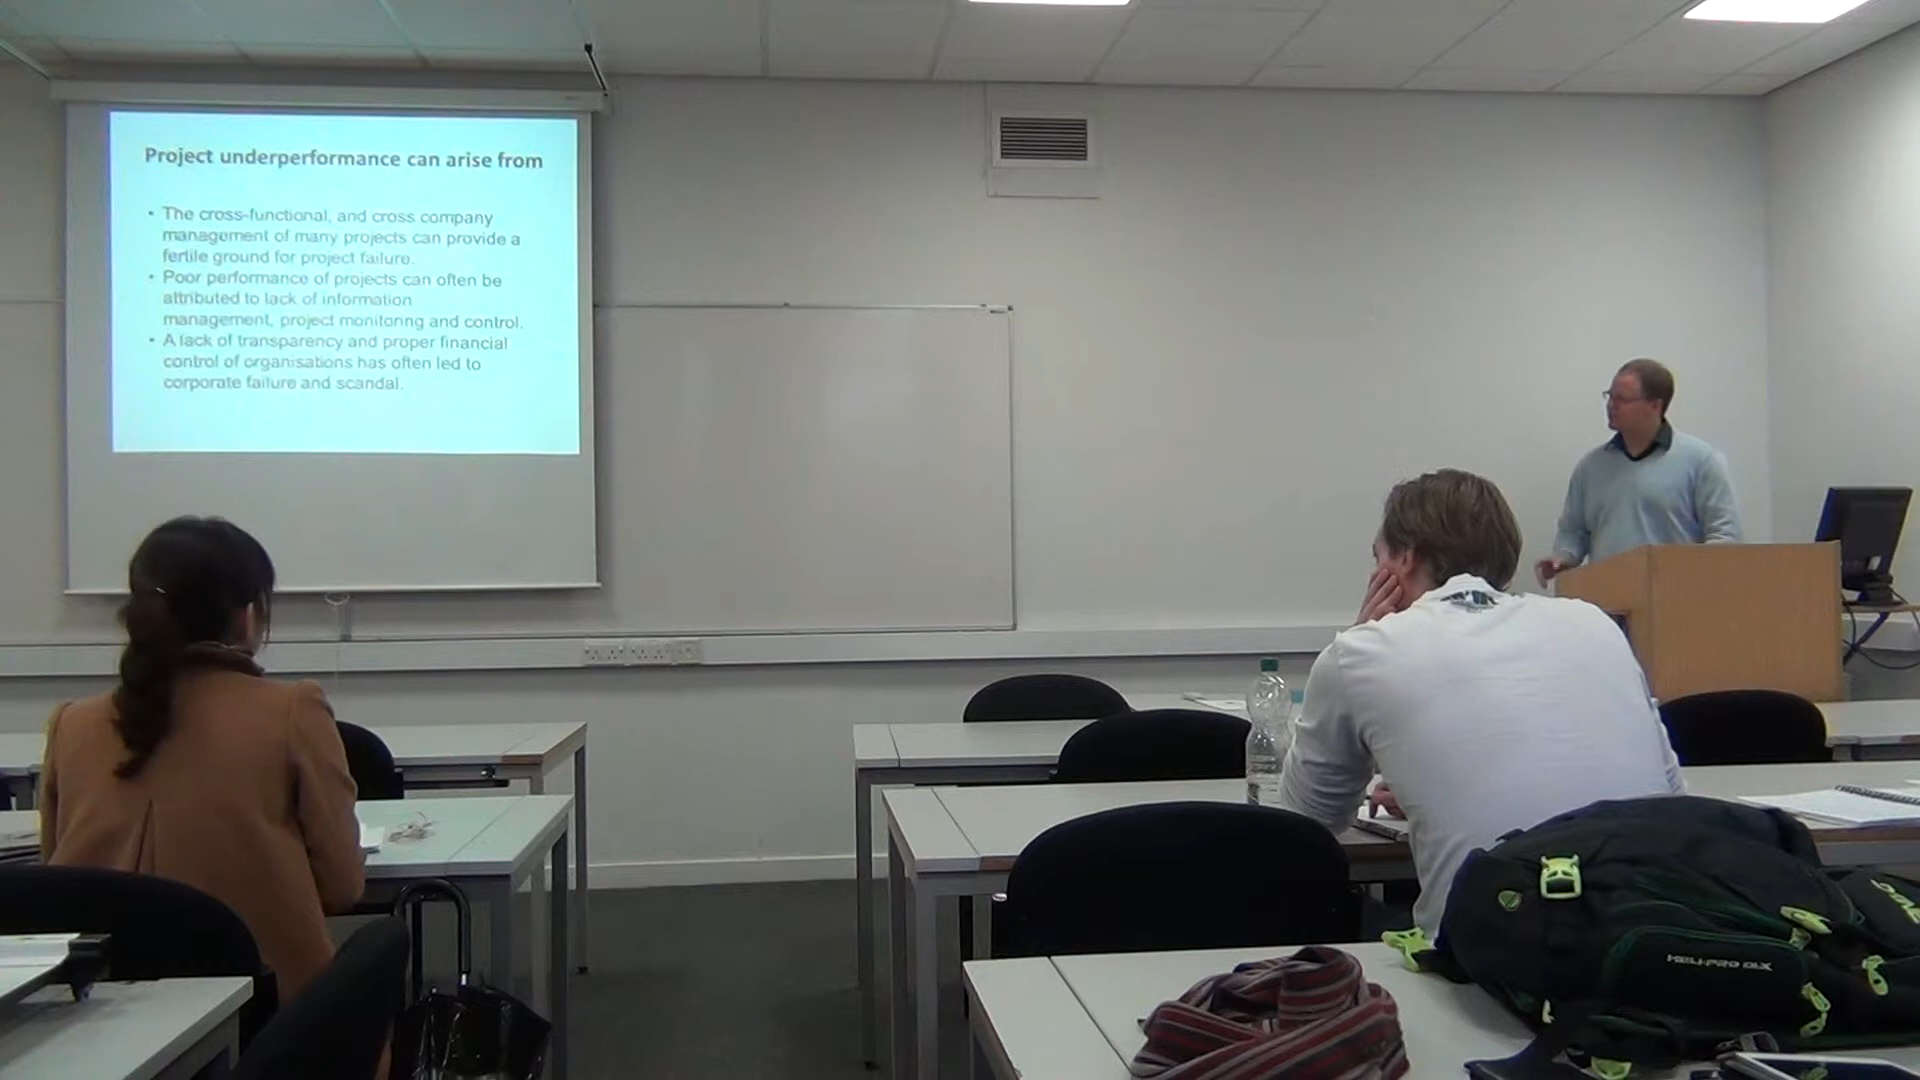 Project underperformance can arise from
• The cross-functional, and cross company
management of many projects can provide a
fertile ground for project failure.
• Poor performance of projects can often be
attributed to lack of information
management, project monitoring and control.
• A lack of transparency and proper financial
control of organisations has often led to
corporate failure and scandal.
HELI-PRO DLX